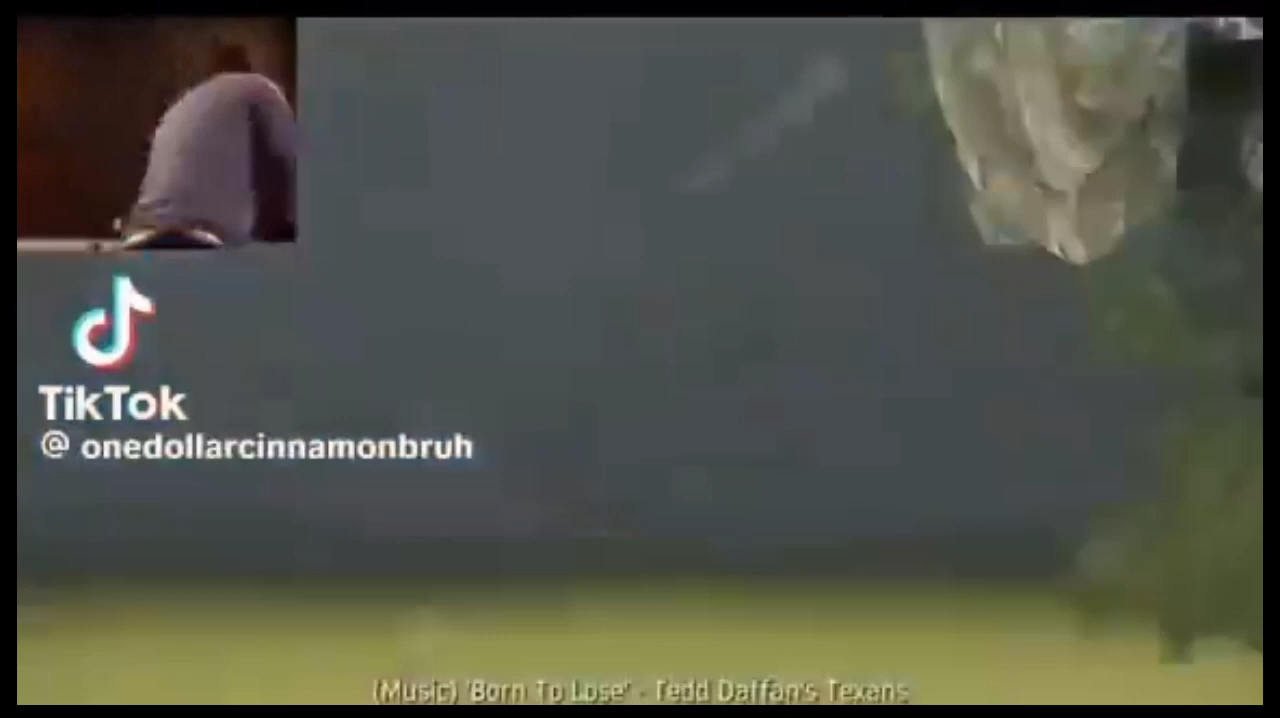 TikTok
@ onedollarcinnamonbruh
(Music) 'Born To Lose' - Tedd Daffan's Texans